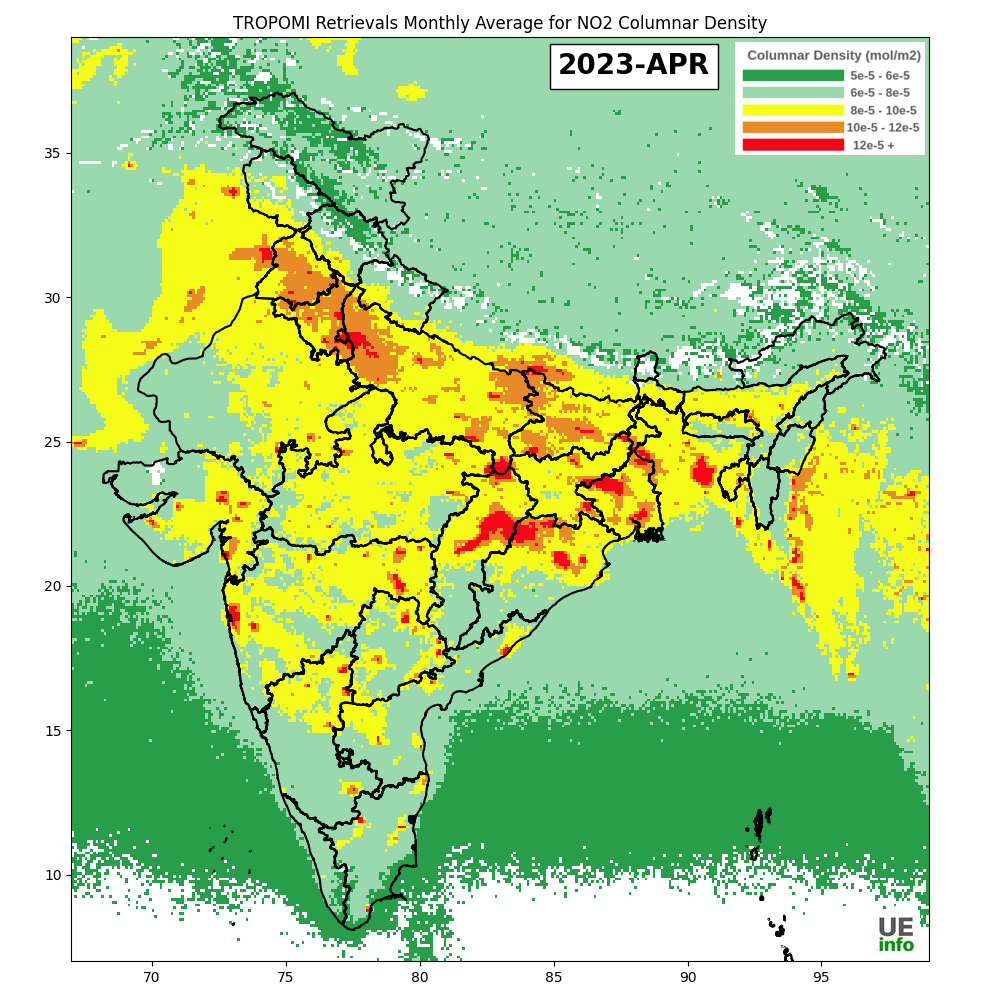 TROPOMI Retrievals Monthly Average for NO2 Columnar Density
2023-APR
Columnar Density (mol/m2)
5e-5 - 6e-5
6e-5 - 8e-5
8e-5 - 10e-5
10e-5 - 12e-5
12e-5 +
35
30
25
20
15
10
UE
info
70 75 80 85 90 95